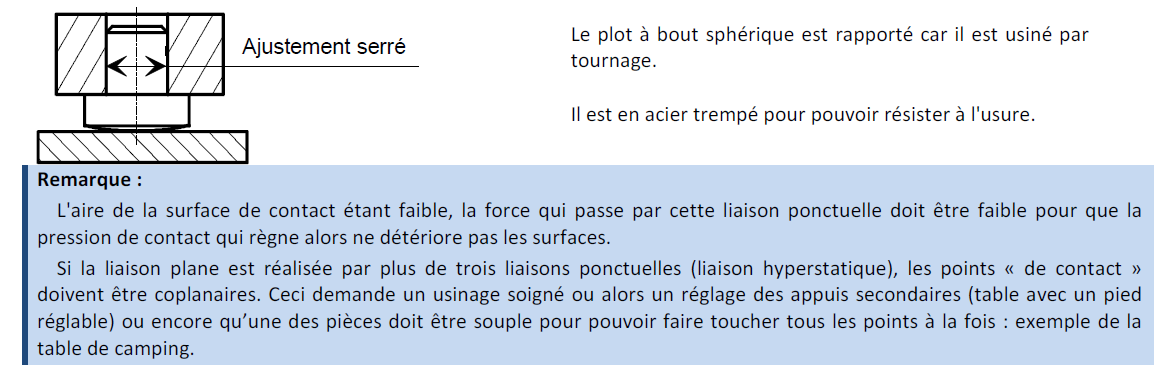 Ajustement serré
Le plot à bout sphérique est rapporté car il est usiné par
tournage.
Il est en acier trempé pour pouvoir résister à l'usure.
Remarque :
L'aire de la surface de contact étant faible, la force qui passe par cette liaison ponctuelle doit être faible pour que la
pression de contact qui règne alors ne détériore pas les surfaces.
Si la liaison plane est réalisée par plus de trois liaisons ponctuelles (liaison hyperstatique), les points « de contact »
doivent être coplanaires. Ceci demande un usinage soigné ou alors un réglage des appuis secondaires (table avec un pied
réglable) ou encore qu’une des pièces doit être souple pour pouvoir faire toucher tous les points à la fois : exemple de la
table de camping.